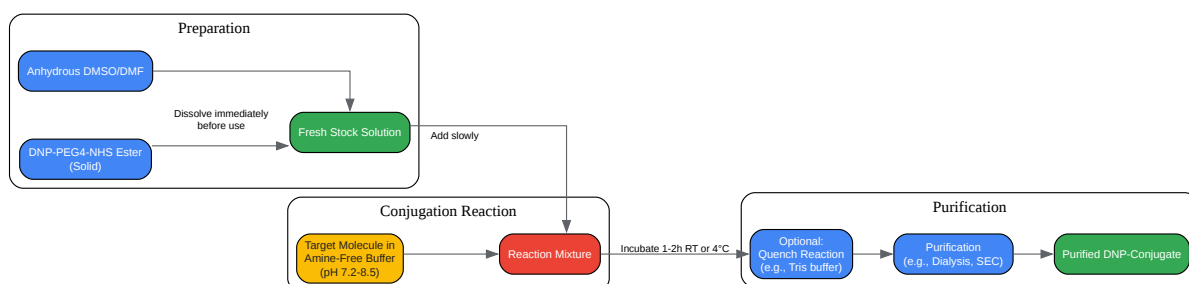 Preparation
Anhydrous DMSO/DMF
Dissolve immediately
before use
DNP-PEG4-NHS Ester
(Solid)
Fresh Stock Solution
Add slowly
Conjugation Reaction
Target Molecule in
Amine-Free Buffer
(pH 7.2-8.5)
Reaction Mixture
Incubate 1-2h RT or 4°C
Purification
Optional:
Quench Reaction
(e.g., Tris buffer)
Purification
(e.g., Dialysis, SEC)
Purified DNP-Conjugate